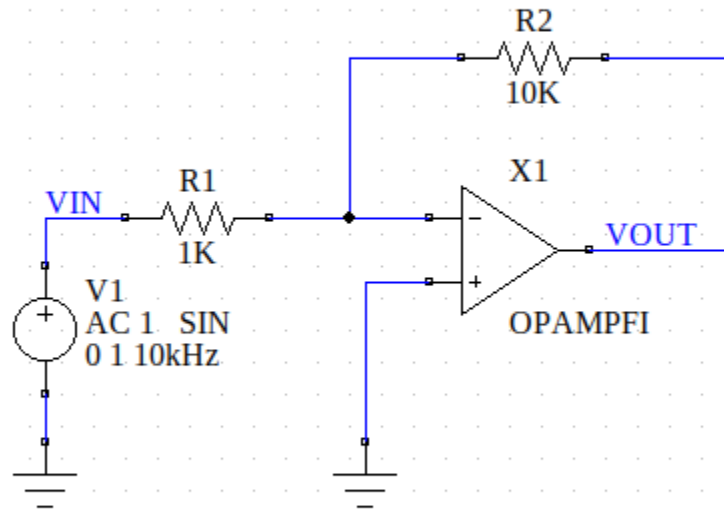 R2
10K
X1
R1
VIN
1K
VOUT
V1
AC 1 SIN
0 1 10kHz
OPAMPFI